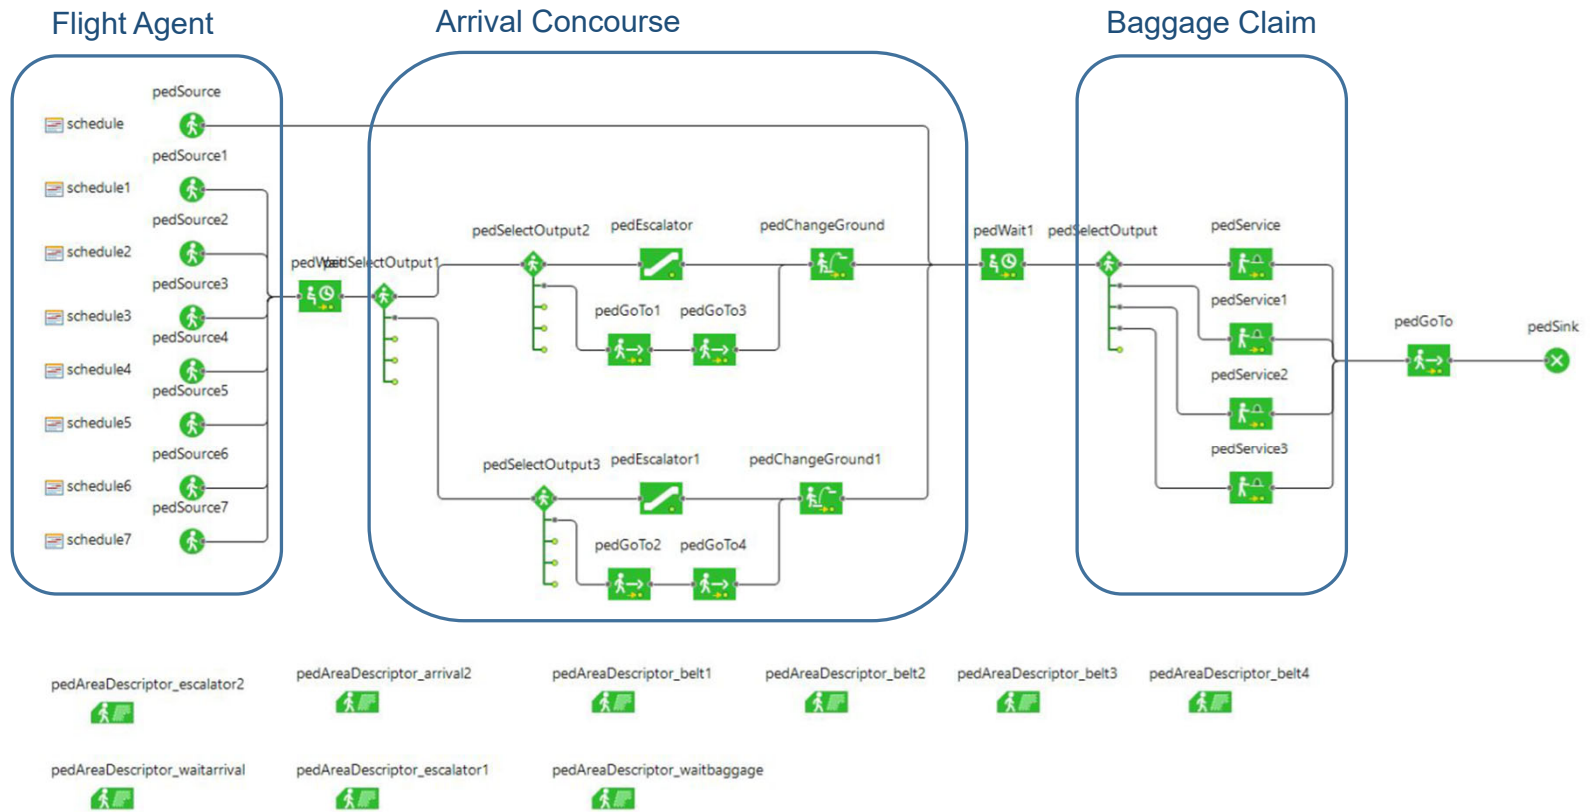 Flight Agent
Arrival Concourse
Baggage Claim
pedSource
schedule
pedSource1
schedule1
pedSource2
schedule2
pedSource3
schedule3
pedSource4
schedule4
pedSource5
schedule5
pedSource6
schedule6
pedSource7
schedule7
pedWait
pedSelectOutput1
pedSelectOutput2
pedEscalator
pedChangeGround
pedGoTo1
pedGoTo3
pedSelectOutput3
pedEscalator1
pedChangeGround1
pedGoTo2
pedGoTo4
pedWait1
pedSelectOutput
pedService
pedService1
pedService2
pedService3
pedGoTo
pedSink
pedAreaDescriptor_escalator2
pedAreaDescriptor_arrival2
pedAreaDescriptor_belt1
pedAreaDescriptor_belt2
pedAreaDescriptor_belt3
pedAreaDescriptor_belt4
pedAreaDescriptor_waitarrival
pedAreaDescriptor_escalator1
pedAreaDescriptor_waitbaggage